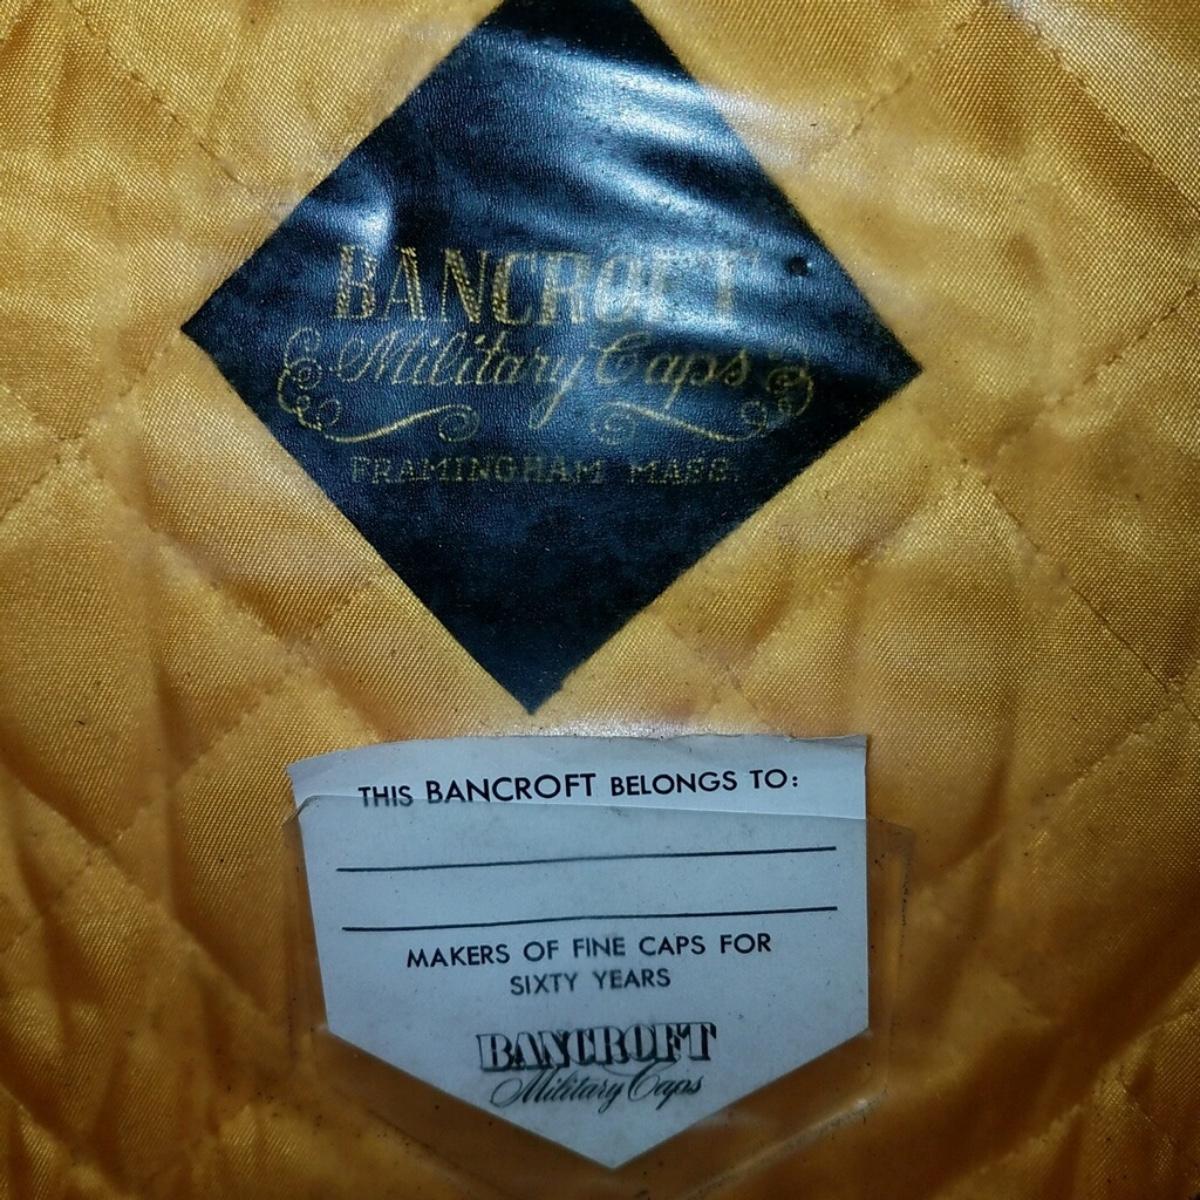 BANCROFT
Military Caps
FRAMINGHAM MASS.
THIS BANCROFT BELONGS TO:
MAKERS OF FINE CAPS FOR
SIXTY YEARS
BANCROFT
Military Caps